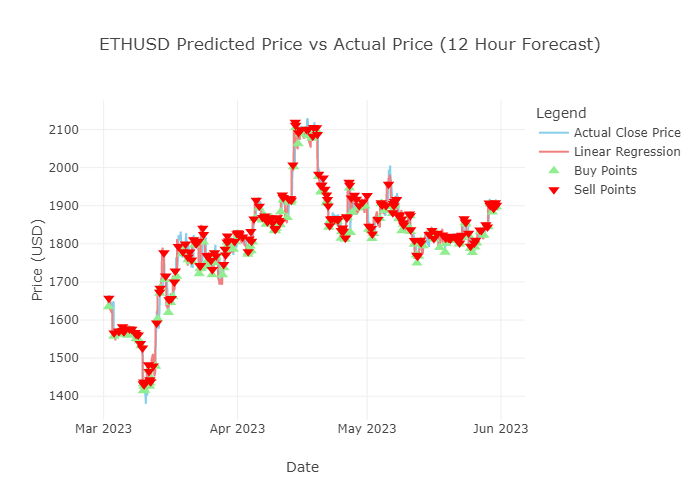 ETHUSD Predicted Price vs Actual Price (12 Hour Forecast)
Legend
Actual Close Price
Linear Regression
Buy Points
Sell Points
Price (USD)
2100
2000
1900
1800
1700
1600
1500
1400
Mar 2023
Apr 2023
May 2023
Jun 2023
Date